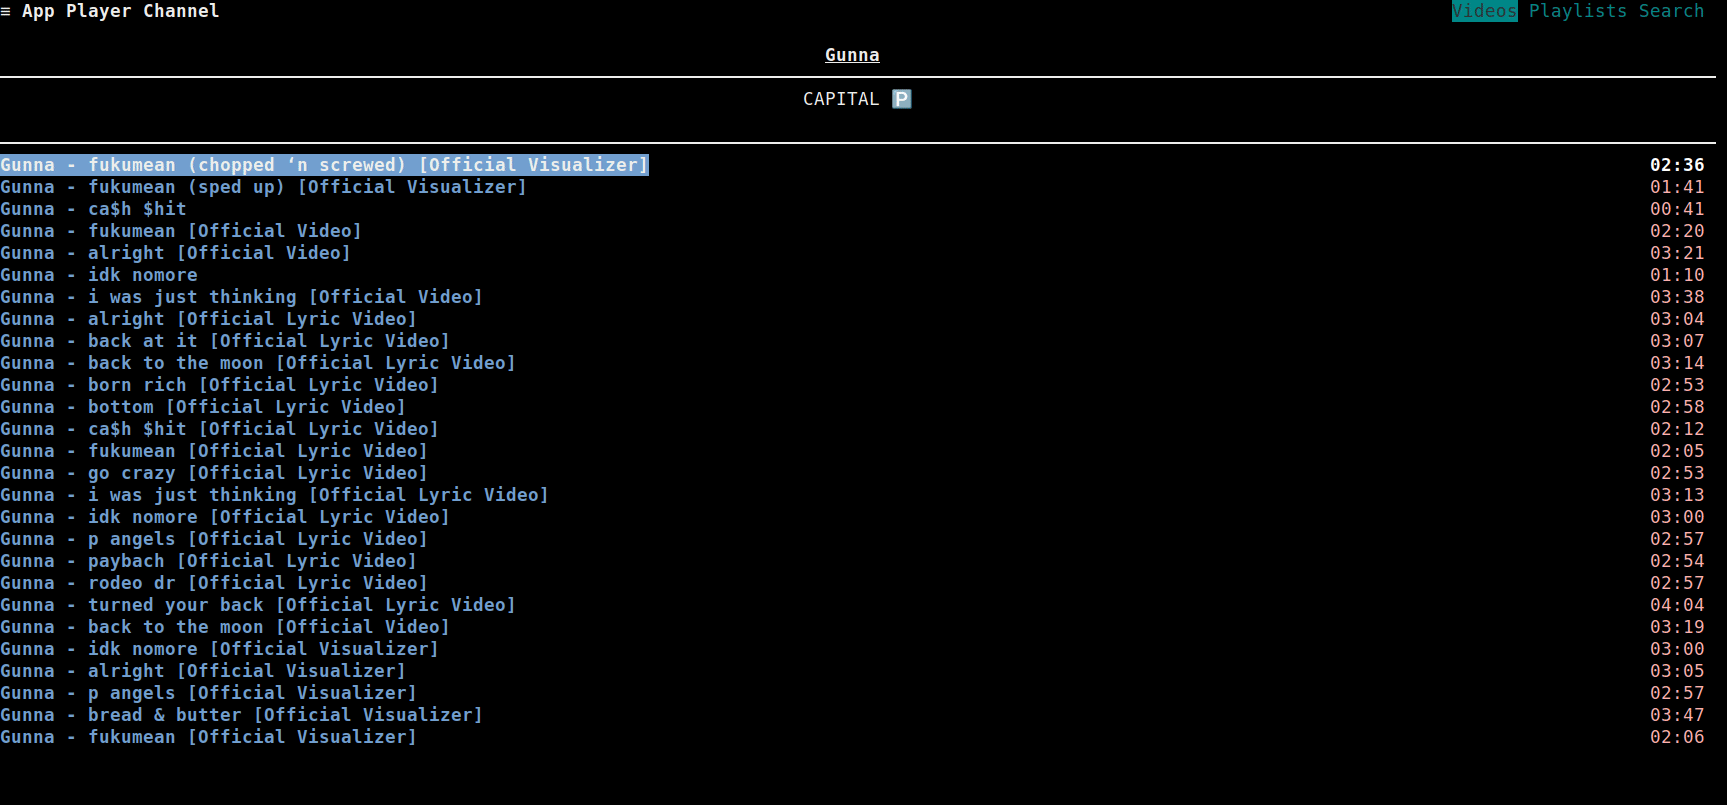 ≡ App Player Channel Videos Playlists Search
Gunna
CAPITAL 🅿️
Gunna - fukumean (chopped ‘n screwed) [Official Visualizer] 02:36
Gunna - fukumean (sped up) [Official Visualizer] 01:41
Gunna - ca$h $hit 00:41
Gunna - fukumean [Official Video] 02:20
Gunna - alright [Official Video] 03:21
Gunna - idk nomore 01:10
Gunna - i was just thinking [Official Video] 03:38
Gunna - alright [Official Lyric Video] 03:04
Gunna - back at it [Official Lyric Video] 03:07
Gunna - back to the moon [Official Lyric Video] 03:14
Gunna - born rich [Official Lyric Video] 02:53
Gunna - bottom [Official Lyric Video] 02:58
Gunna - ca$h $hit [Official Lyric Video] 02:12
Gunna - fukumean [Official Lyric Video] 02:05
Gunna - go crazy [Official Lyric Video] 02:53
Gunna - i was just thinking [Official Lyric Video] 03:13
Gunna - idk nomore [Official Lyric Video] 03:00
Gunna - p angels [Official Lyric Video] 02:57
Gunna - paybach [Official Lyric Video] 02:54
Gunna - rodeo dr [Official Lyric Video] 02:57
Gunna - turned your back [Official Lyric Video] 04:04
Gunna - back to the moon [Official Video] 03:19
Gunna - idk nomore [Official Visualizer] 03:00
Gunna - alright [Official Visualizer] 03:05
Gunna - p angels [Official Visualizer] 02:57
Gunna - bread & butter [Official Visualizer] 03:47
Gunna - fukumean [Official Visualizer] 02:06